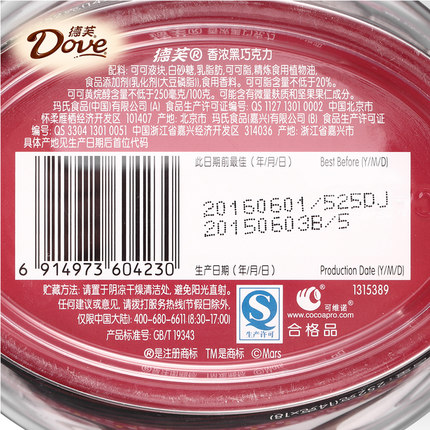 德芙
Dove
德芙® 香浓黑巧克力
配料: 可可液块,白砂糖,乳脂肪,可可脂,精炼食用植物油,
食品添加剂(乳化剂(大豆磷脂)),食用香料。可可脂含量不低于20%。
可可黄烷醇含量不低于250毫克/100克。可能含有微量麸质及坚果果仁成分。
玛氏食品(中国)有限公司(A) 食品生产许可证编号: QS 1127 1301 0002 中国北京市
怀柔雁栖经济开发区 101407 产地: 北京市 玛氏食品(嘉兴)有限公司(B) 食品生产许可证
编号: QS 3304 1301 0051 中国浙江省嘉兴经济开发区 314036 产地: 浙江省嘉兴市
具体产地见生产日期后首位代码
此日期前最佳 (年/月/日) Best Before (Y/M/D)
20160601/525DJ
20150603B/5
生产日期 (年/月/日) Production Date (Y/M/D)
6 914973 604230
贮藏方法: 请置于阴凉干燥清洁处, 避免阳光直射。
任何建议或意见, 请拨打服务热线(节假日除外,
仅限中国大陆): 400-680-6611 (8:30-17:00)
产品标准号: GB/T 19343
®是注册商标 TM是商标 ©Mars
QS
生产许可
可维诺®
www.cocoapro.com
合格品
1315389